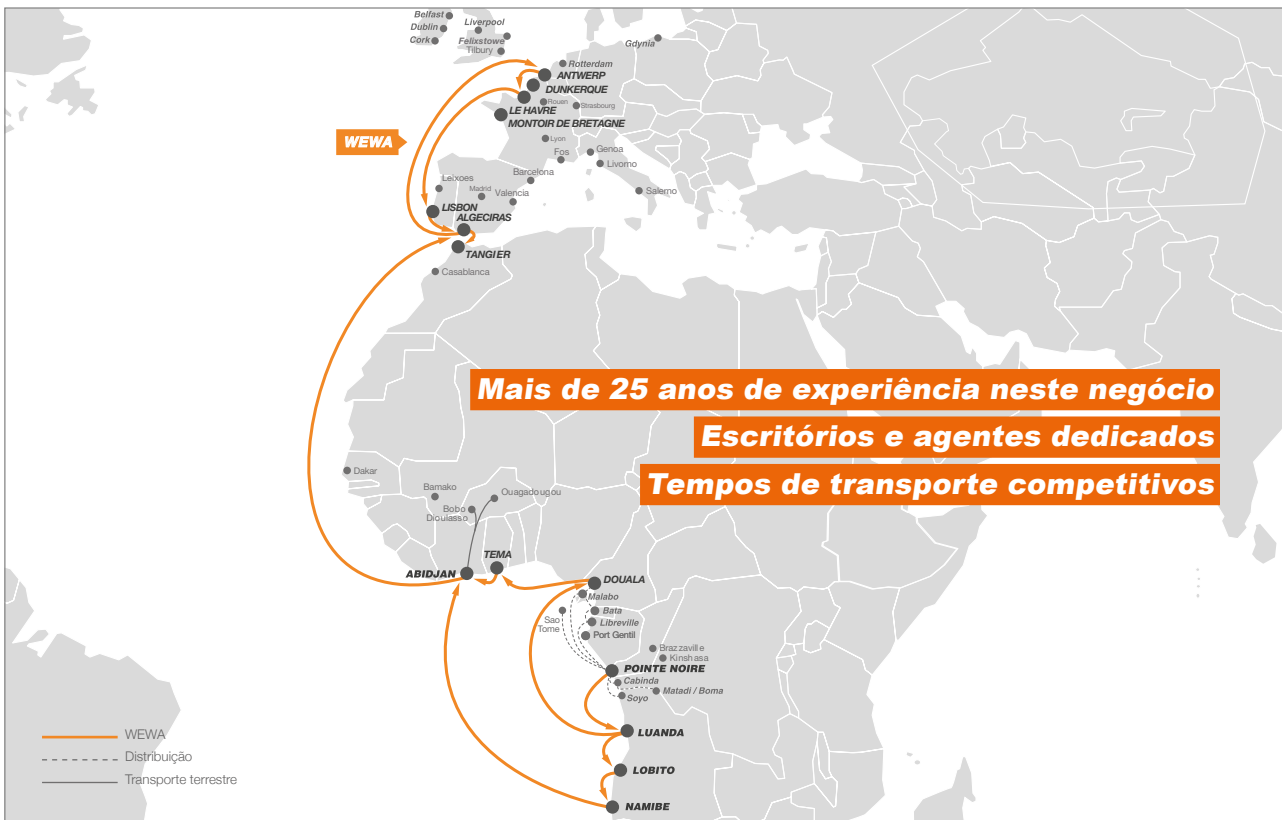 Belfast
Dublin
Cork
Liverpool
Felixstowe
Tilbury
Gdynia
Rotterdam
ANTWERP
DUNKERQUE
Rouen
Strasbourg
LE HAVRE
MONTOIR DE BRETAGNE
WEWA
Lyon
Fos
Genoa
Livorno
Barcelona
Leixoes
Madrid
Valencia
Salerno
LISBON
ALGECIRAS
TANGIER
Casablanca
Mais de 25 anos de experiência neste negócio
Escritórios e agentes dedicados
Tempos de transporte competitivos
Dakar
Bamako
Ouagadougou
Bobo
Dioulasso
TEMA
ABIDJAN
DOUALA
Malabo
Bata
Sao
Tome
Libreville
Port Gentil
Brazzaville
Kinshasa
POINTE NOIRE
Cabinda
Matadi / Boma
Soyo
LUANDA
LOBITO
NAMIBE
WEWA
Distribuição
Transporte terrestre